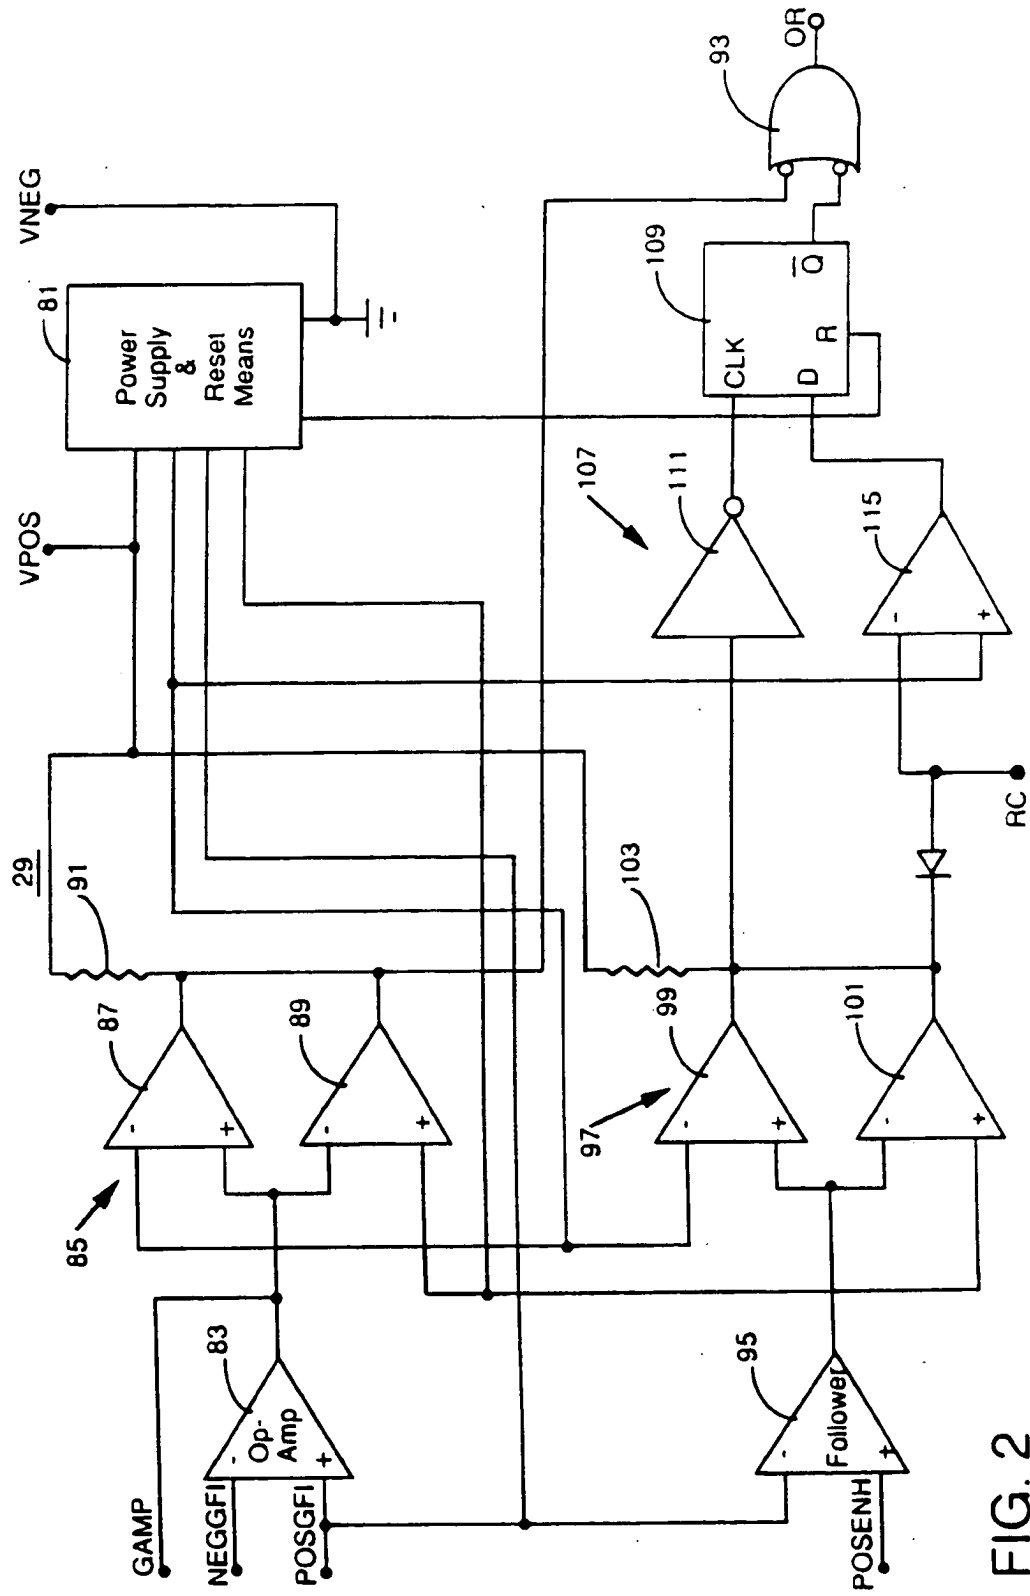 29
VPOS
VNEG
81
Power
Supply
&
Reset
Means
91
87
-
+
85
89
-
+
GAMP
83
Op-
Amp
-
+
NEGGFI
POSGFI
93
OR
109
CLK
D
R
Q
107
111
103
99
-
+
97
101
-
+
115
-
+
RC
95
-
Follower
+
POSENH
FIG. 2